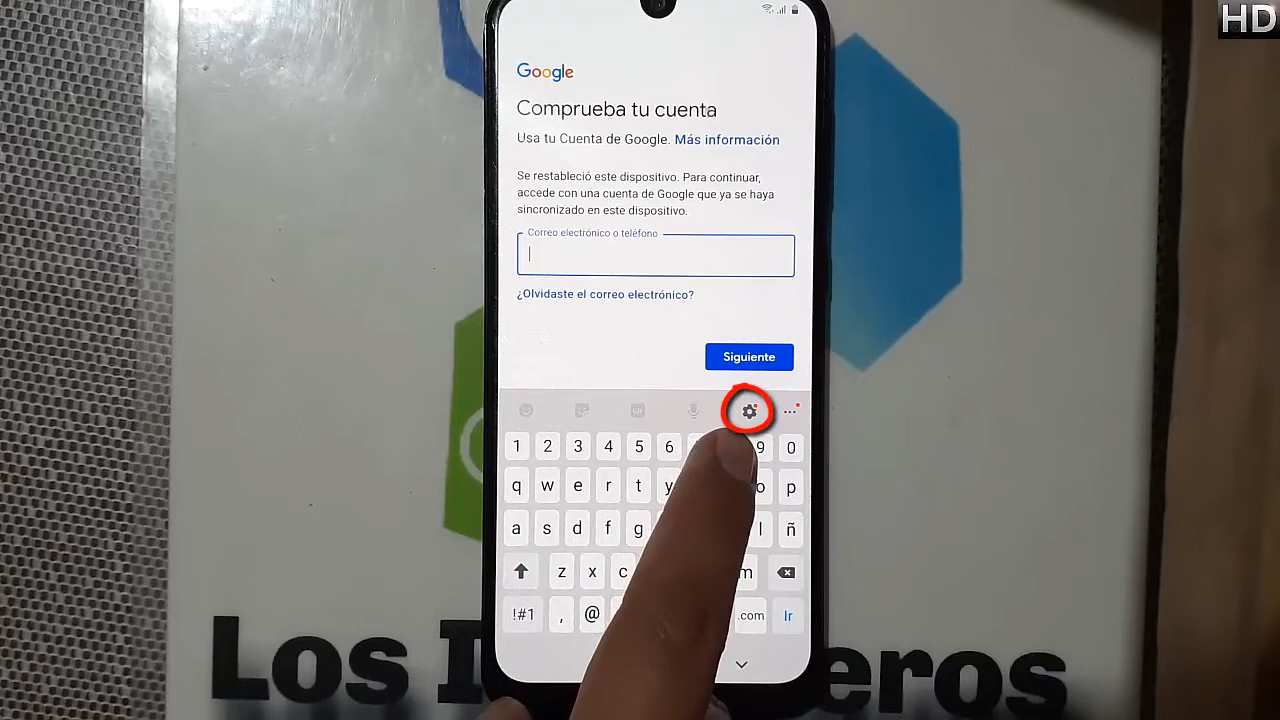 HD
Google
Comprueba tu cuenta
Usa tu Cuenta de Google. Más información
Se restableció este dispositivo. Para continuar,
accede con una cuenta de Google que ya se haya
sincronizado en este dispositivo.
Correo electrónico o teléfono
¿Olvidaste el correo electrónico?
Siguiente
GIF
1 2 3 4 5 6 9 0
q w e r t y o p
a s d f g l ñ
z x c m
!#1 , @ .com Ir
Los I eros